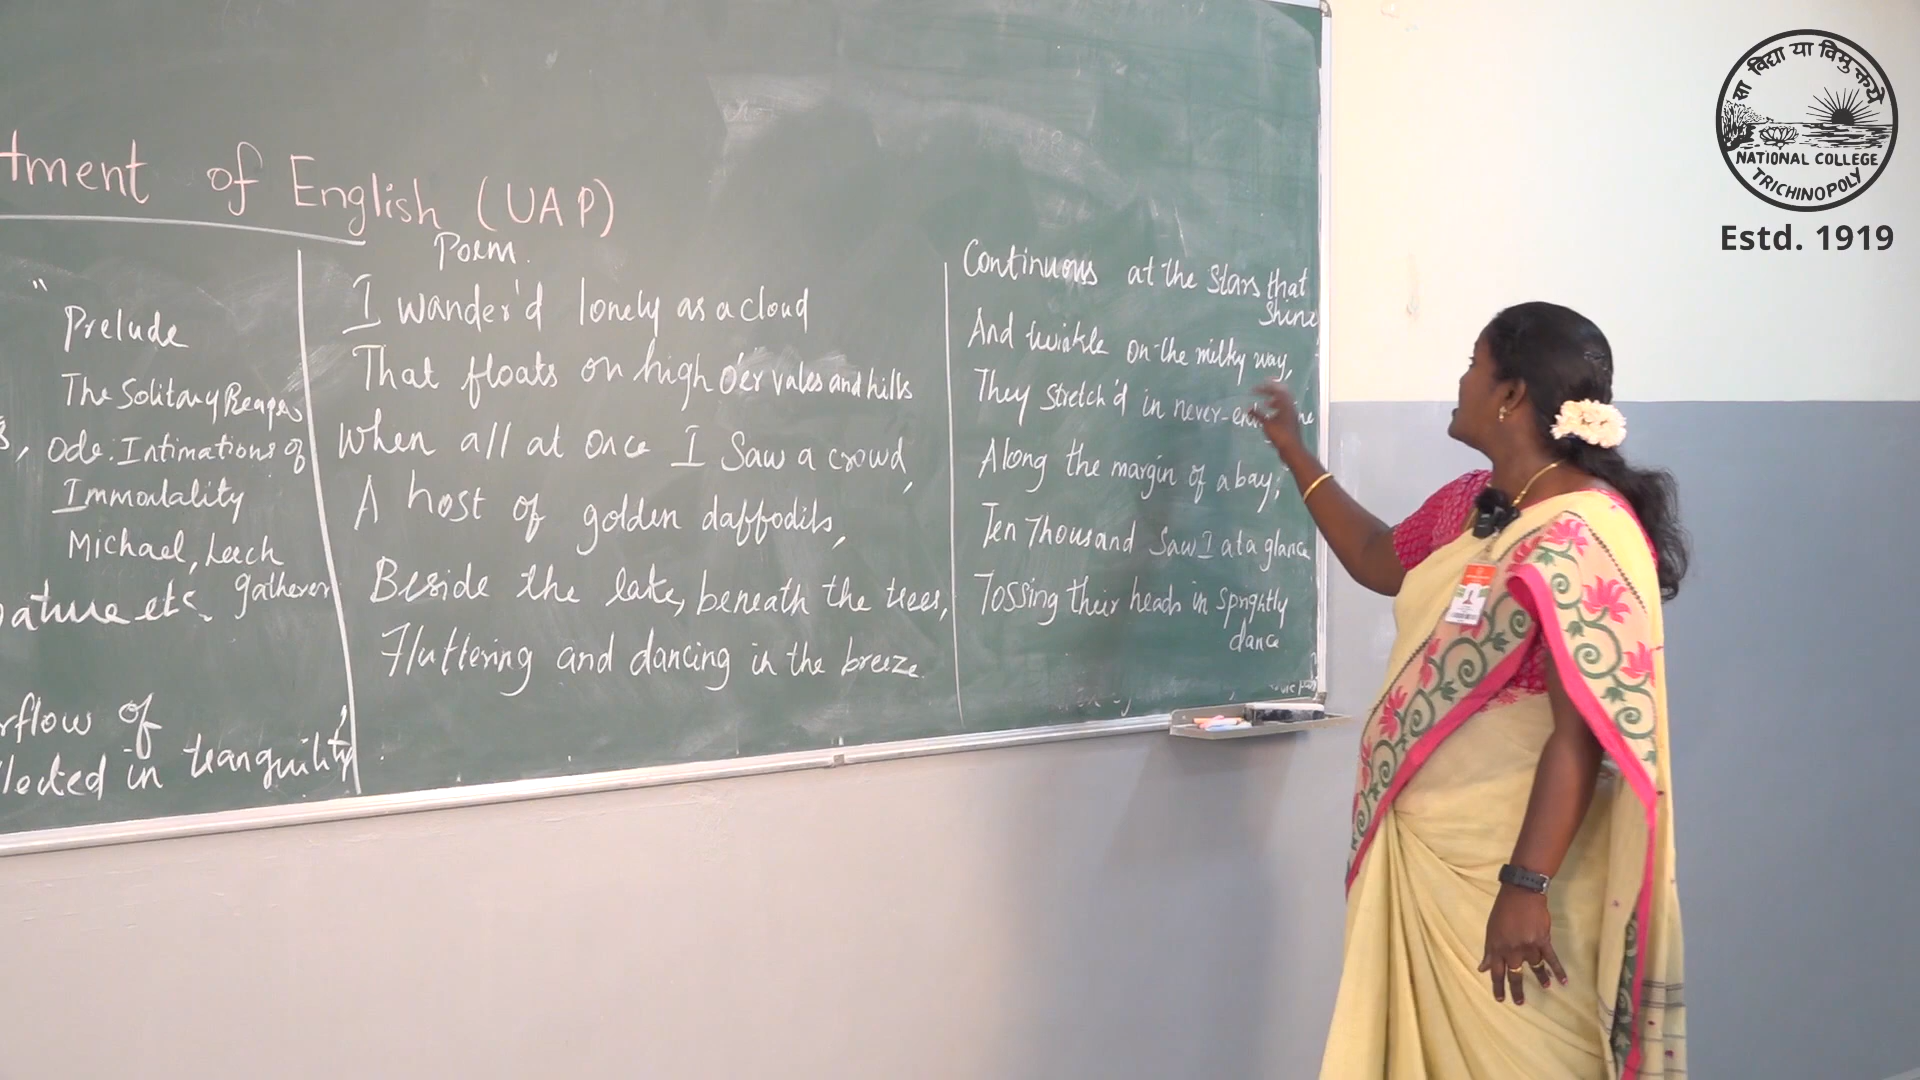 tment of English (UAP)
"
Prelude
The Solitary Reaper
Ode: Intimations of
Immortality
Michael, Leech
gatherer
nature etc.
rflow of
llected in tranquility
Poem.
I wander'd lonely as a cloud
That floats on high o'er vales and hills
When all at once I saw a crowd,
A host of golden daffodils,
Beside the lake, beneath the trees,
Fluttering and dancing in the breeze.
Continuous at the stars that
shine
And twinkle on the milky way,
They stretch'd in never-
Along the margin of a bay;
Ten Thousand saw I at a glance
Tossing their heads in sprightly
dance
सा विद्या या विमुक्तये
NATIONAL COLLEGE
TRICHINOPOLY
Estd. 1919